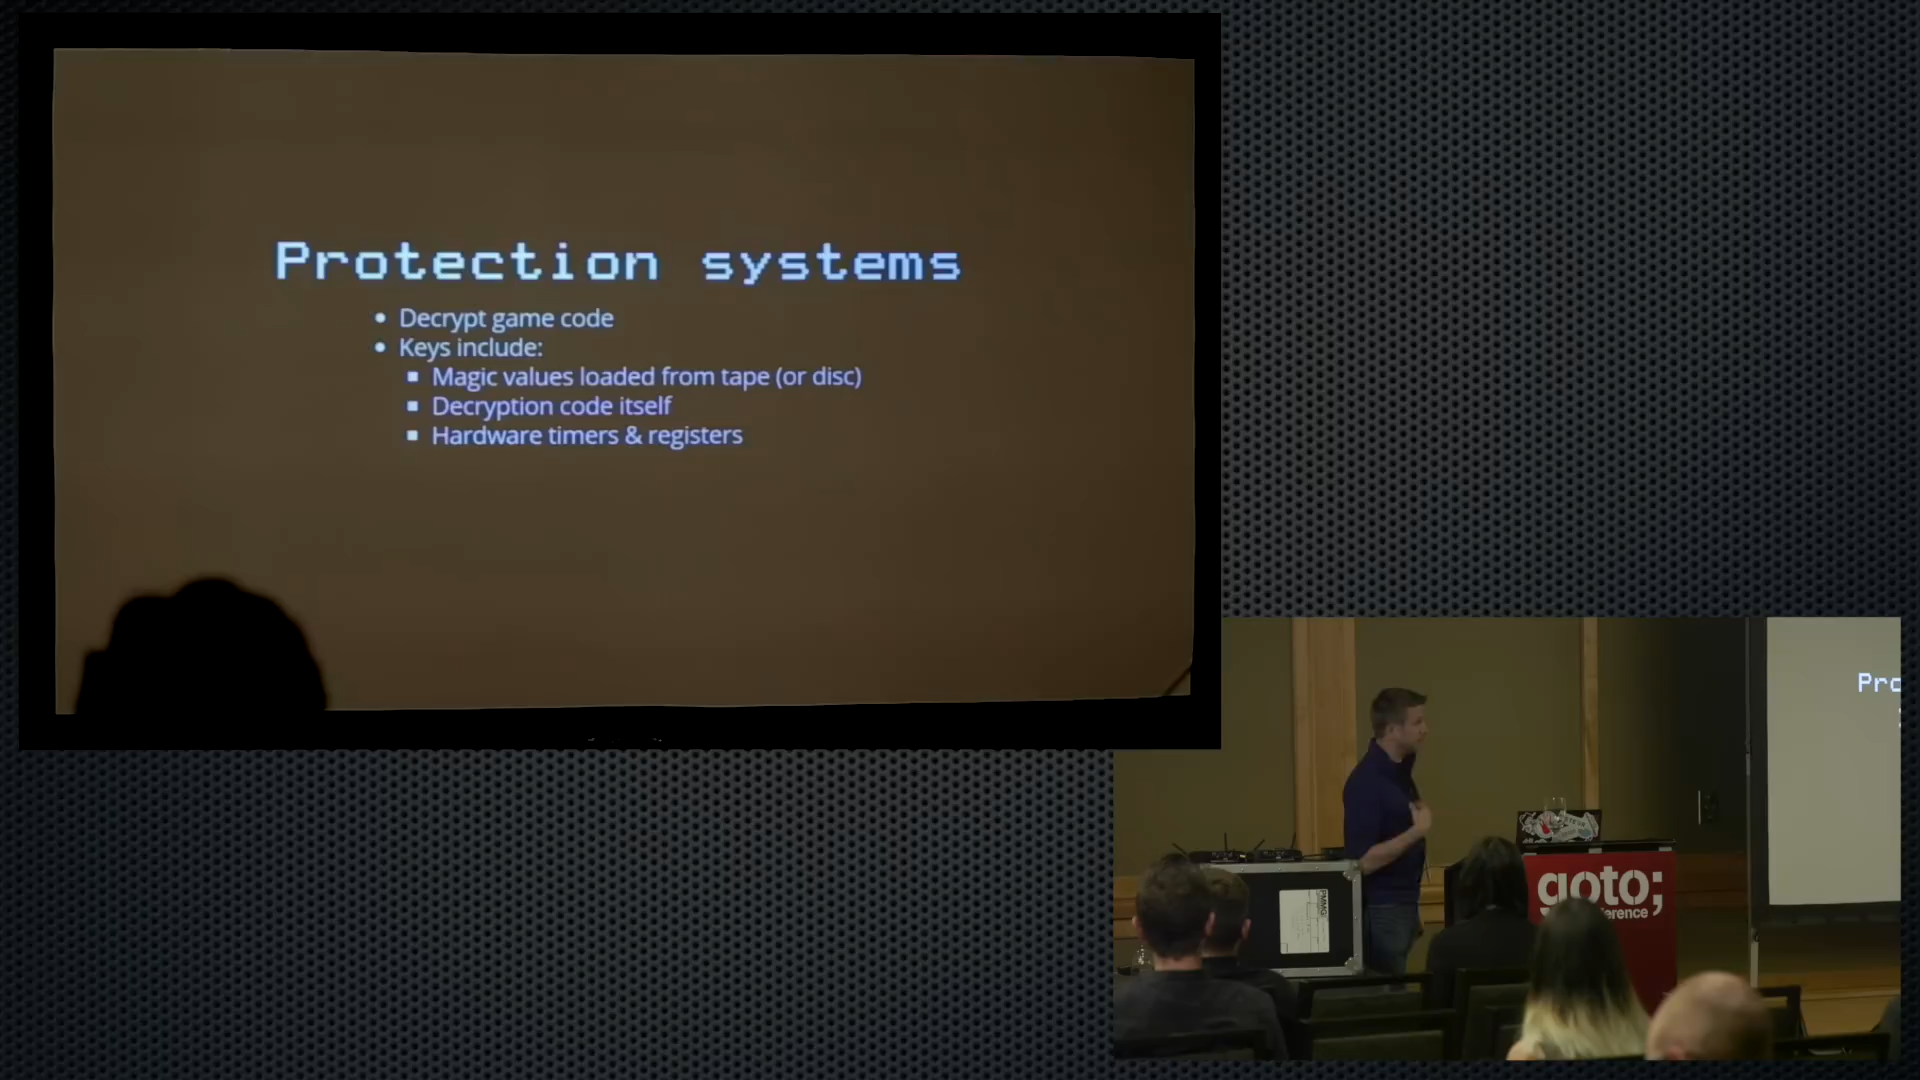 Protection systems
• Decrypt game code
• Keys include:
▪ Magic values loaded from tape (or disc)
▪ Decryption code itself
▪ Hardware timers & registers
Pro
goto;
erence